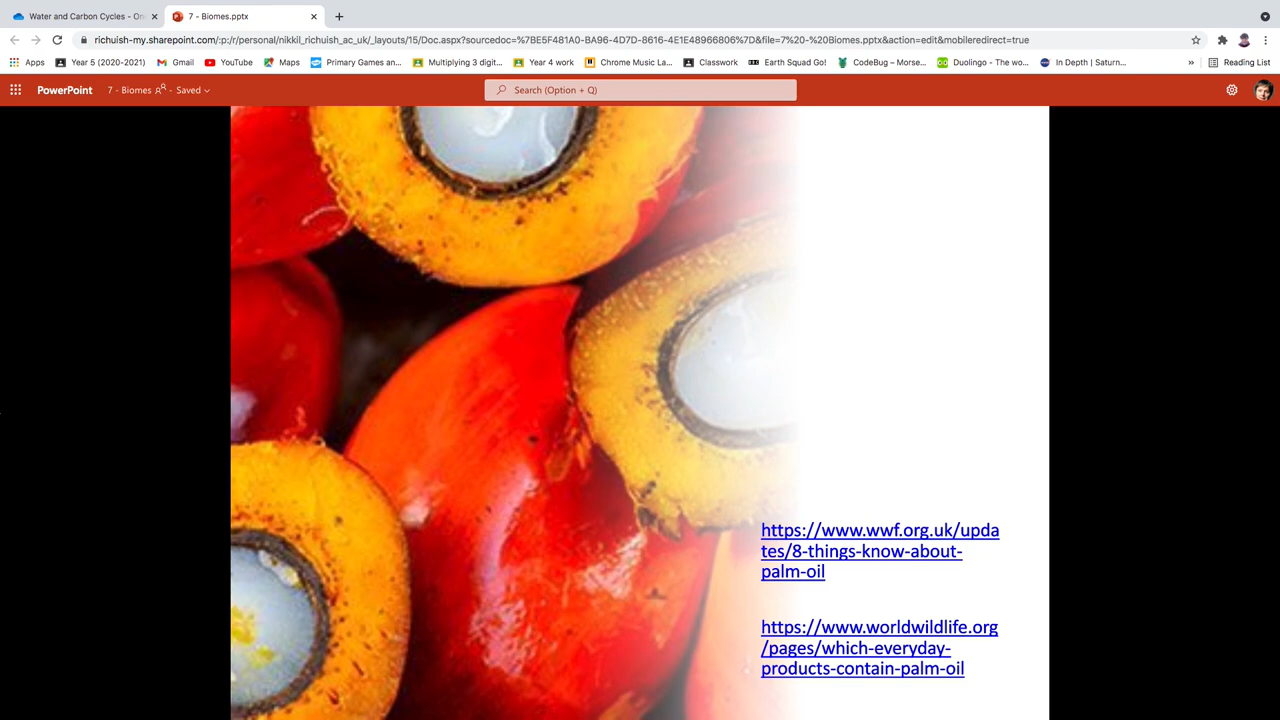 Water and Carbon Cycles - On
7 - Biomes.pptx
richuish-my.sharepoint.com/:p:/r/personal/nikkil_richuish_ac_uk/_layouts/15/Doc.aspx?sourcedoc=%7BE5F481A0-BA96-4D7D-8616-4E1E48966806%7D&file=7%20-%20Biomes.pptx&action=edit&mobileredirect=true
Apps Year 5 (2020-2021) Gmail YouTube Maps Primary Games an... Multiplying 3 digit... Year 4 work Chrome Music La... Classwork Earth Squad Go! CodeBug – Morse... Duolingo - The wo... In Depth | Saturn... » Reading List
PowerPoint 7 - Biomes - Saved Search (Option + Q)
https://www.wwf.org.uk/upda
tes/8-things-know-about-
palm-oil
https://www.worldwildlife.org
/pages/which-everyday-
products-contain-palm-oil